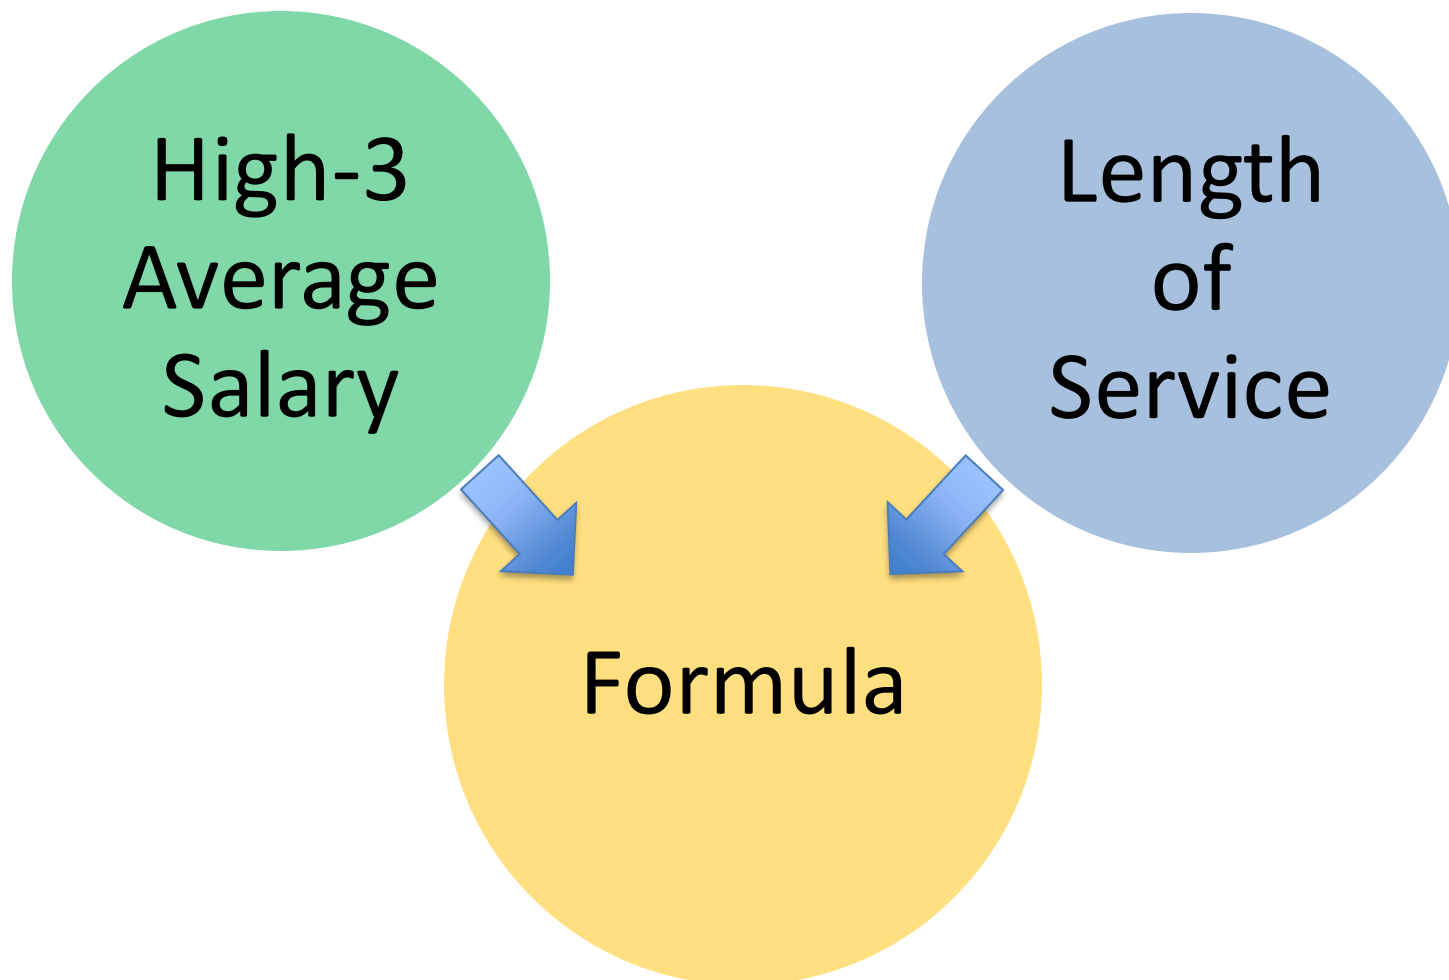 High-3
Average
Salary
Length
of
Service
Formula